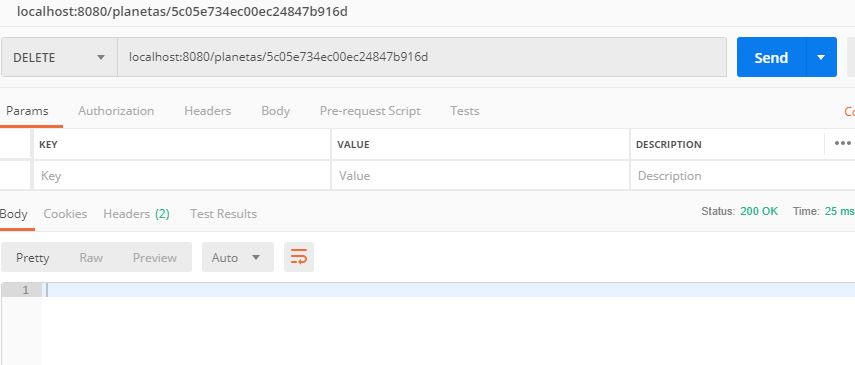 localhost:8080/planetas/5c05e734ec00ec24847b916d
DELETE localhost:8080/planetas/5c05e734ec00ec24847b916d Send
Params Authorization Headers Body Pre-request Script Tests
KEY VALUE DESCRIPTION
Key Value Description
Body Cookies Headers (2) Test Results Status: 200 OK Time: 25 ms
Pretty Raw Preview Auto
1